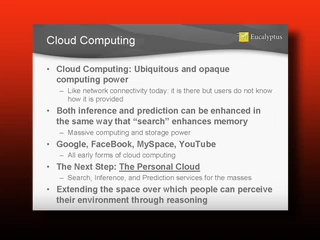 Cloud Computing
Eucalyptus
• Cloud Computing: Ubiquitous and opaque
computing power
– Like network connectivity today: it is there but users do not know
how it is provided
• Both inference and prediction can be enhanced in
the same way that “search” enhances memory
– Massive computing and storage power
• Google, FaceBook, MySpace, YouTube
– All early forms of cloud computing
• The Next Step: The Personal Cloud
– Search, Inference, and Prediction services for the masses
• Extending the space over which people can perceive
their environment through reasoning